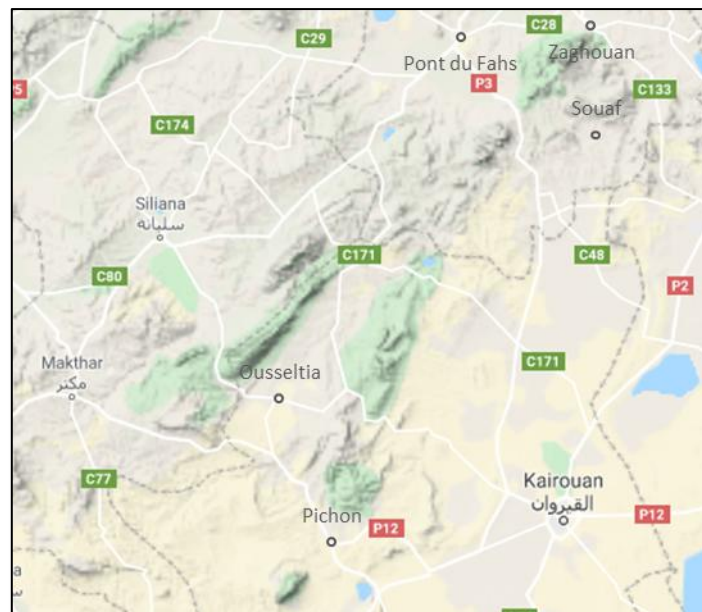 C28
C29
Zaghouan
Pont du Fahs
P3
C133
Souaf
C174
Siliana
سليانة
C171
C48
C80
P2
Makthar
مكثر
C171
Ousseltia
C77
Kairouan
القيروان
Pichon
P12
P12